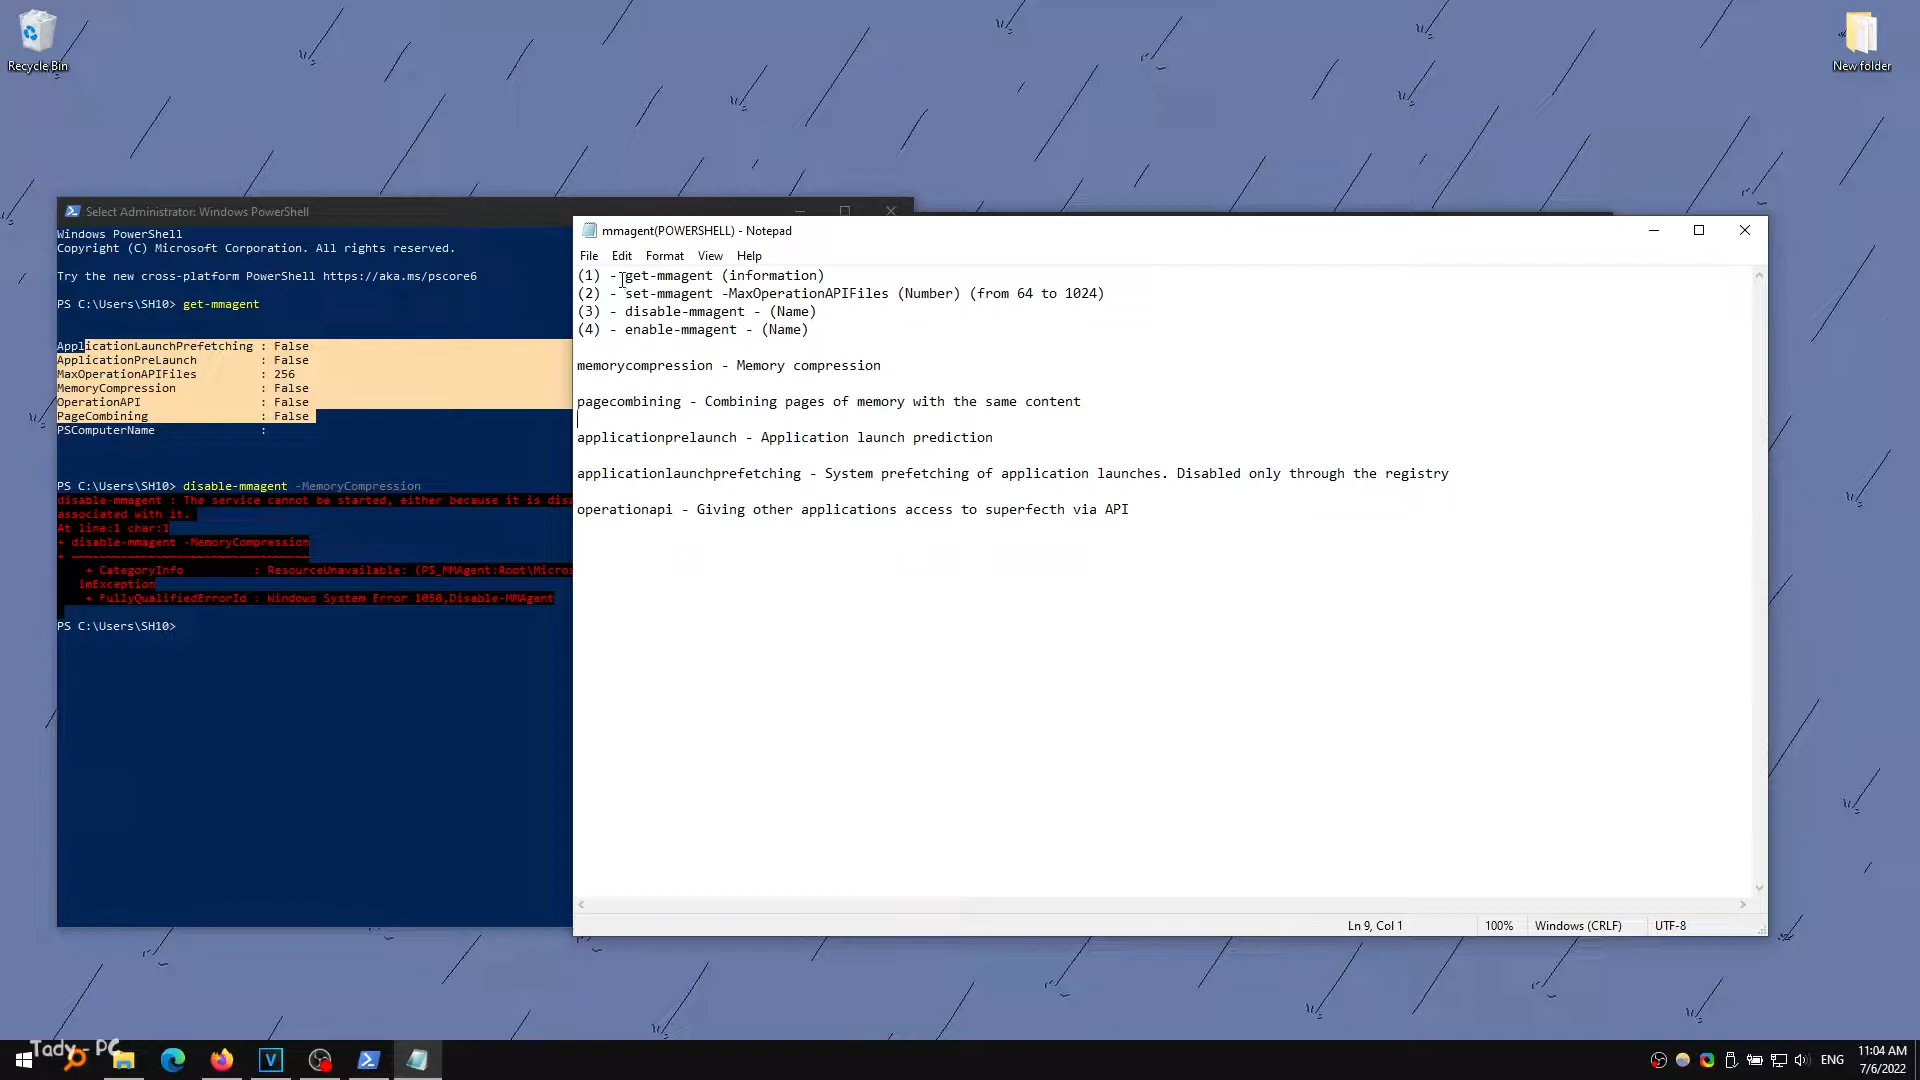 Recycle Bin
New folder
Select Administrator: Windows PowerShell
Windows PowerShell
Copyright (C) Microsoft Corporation. All rights reserved.
Try the new cross-platform PowerShell https://aka.ms/pscore6
PS C:\Users\SH10> get-mmagent
ApplicationLaunchPrefetching : False
ApplicationPreLaunch : False
MaxOperationAPIFiles : 256
MemoryCompression : False
OperationAPI : False
PageCombining : False
PSComputerName :
PS C:\Users\SH10> disable-mmagent -MemoryCompression
disable-mmagent : The service cannot be started, either because it is disa
associated with it.
At line:1 char:1
+ disable-mmagent -MemoryCompression
+ ~~~~~~~~~~~~~~~~~~~~~~~~~~~~~~~~~~
+ CategoryInfo : ResourceUnavailable: (PS_MMAgent:Root\Micros
imException
+ FullyQualifiedErrorId : Windows System Error 1058,Disable-MMAgent
PS C:\Users\SH10>
mmagent(POWERSHELL) - Notepad
File Edit Format View Help
(1) - get-mmagent (information)
(2) - set-mmagent -MaxOperationAPIFiles (Number) (from 64 to 1024)
(3) - disable-mmagent - (Name)
(4) - enable-mmagent - (Name)
memorycompression - Memory compression
pagecombining - Combining pages of memory with the same content
applicationprelaunch - Application launch prediction
applicationlaunchprefetching - System prefetching of application launches. Disabled only through the registry
operationapi - Giving other applications access to superfecth via API
Ln 9, Col 1 100% Windows (CRLF) UTF-8
Tady - PC
V
ENG
11:04 AM
7/6/2022